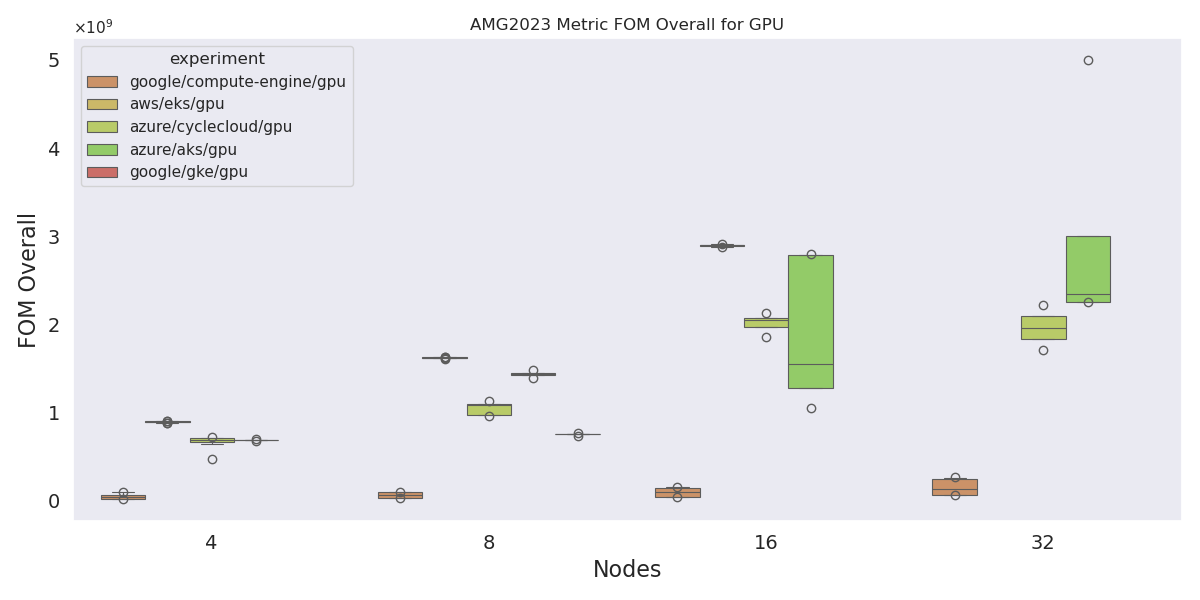 AMG2023 Metric FOM Overall for GPU
×10⁹
experiment
google/compute-engine/gpu
aws/eks/gpu
azure/cyclecloud/gpu
azure/aks/gpu
google/gke/gpu
FOM Overall
5
4
3
2
1
0
4 8 16 32
Nodes